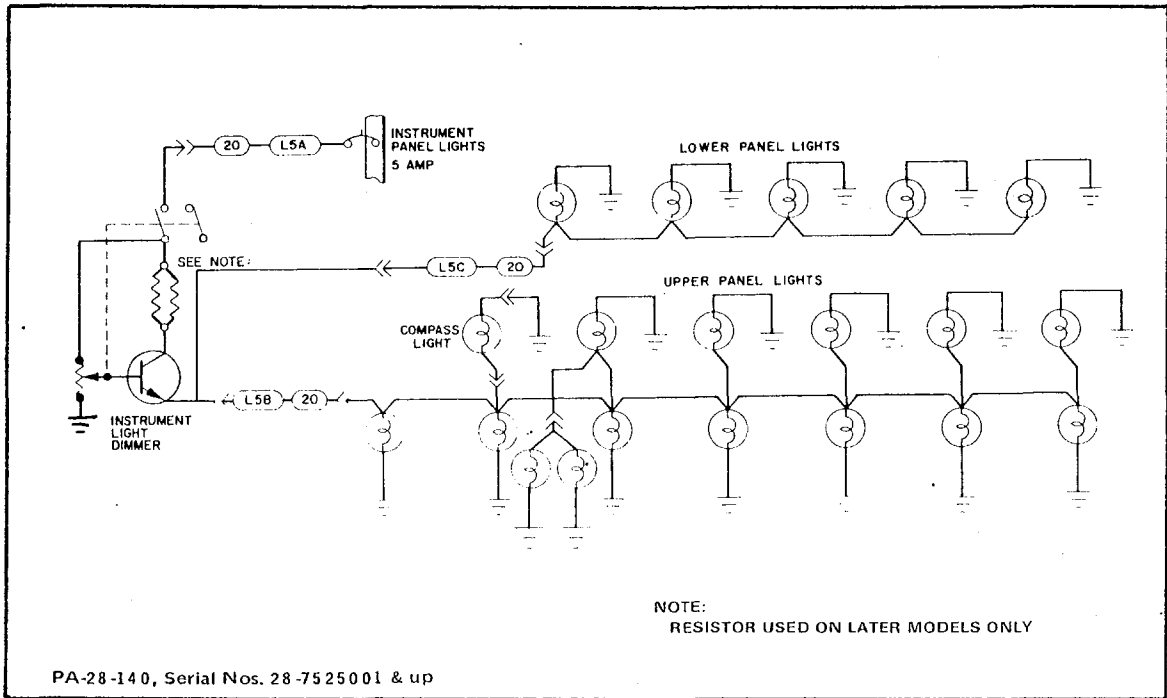 20 L5A
INSTRUMENT
PANEL LIGHTS
5 AMP
LOWER PANEL LIGHTS
SEE NOTE:
L5C 20
UPPER PANEL LIGHTS
COMPASS
LIGHT
L5B 20
INSTRUMENT
LIGHT
DIMMER
NOTE:
RESISTOR USED ON LATER MODELS ONLY
PA-28-140, Serial Nos. 28-7525001 & up